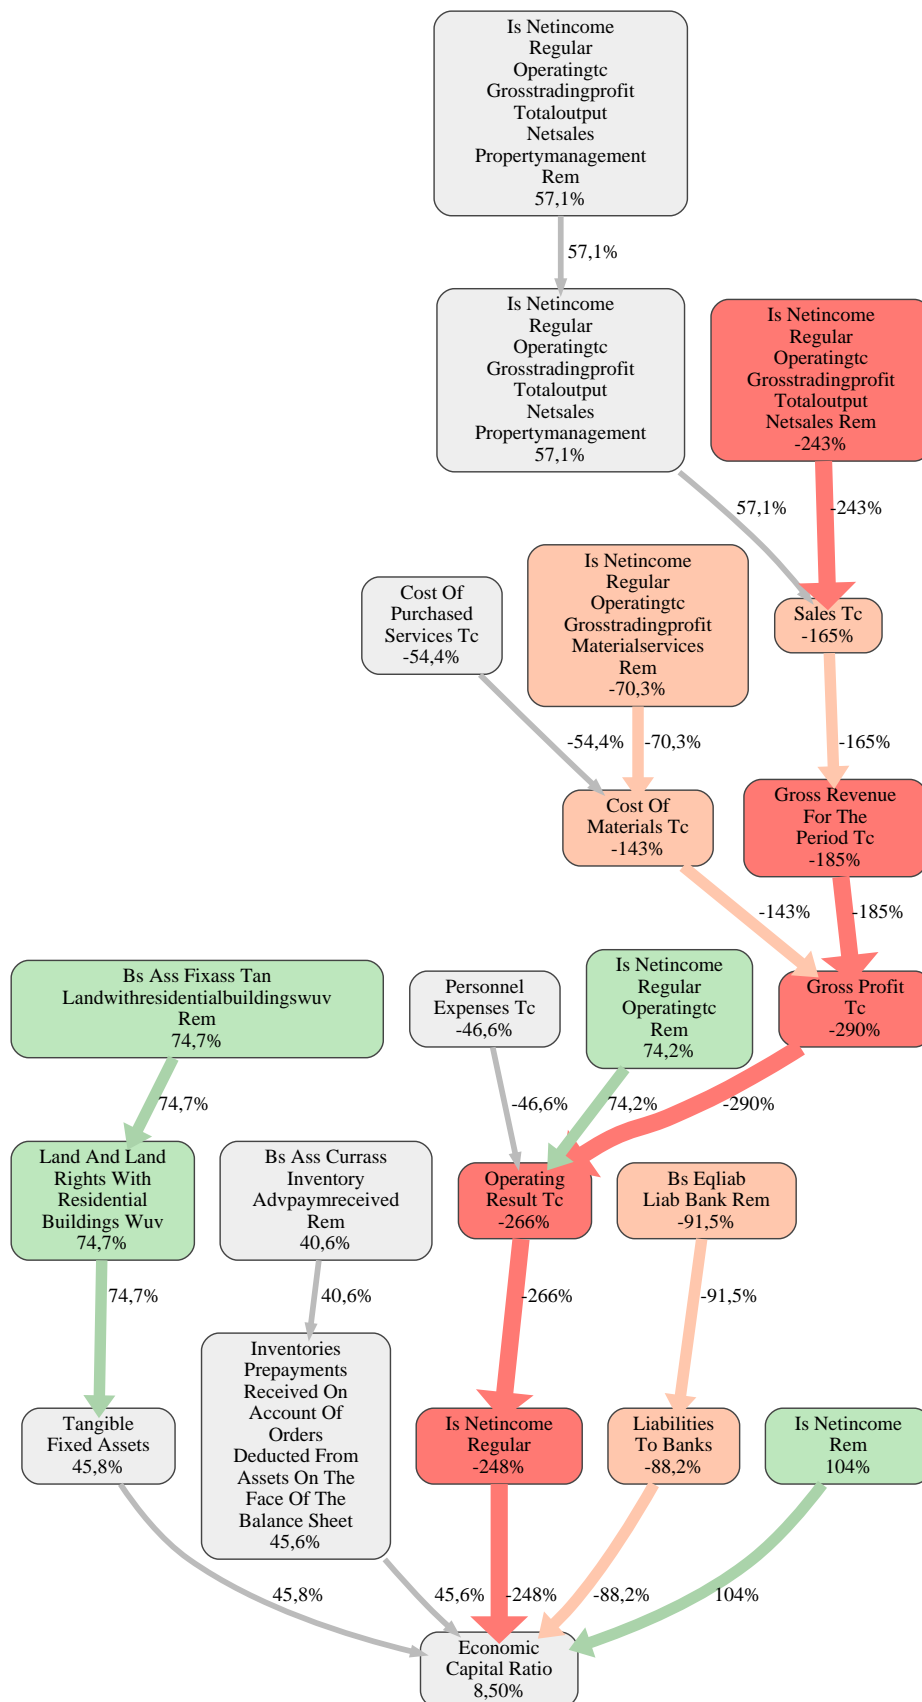 Is Netincome
Regular
Operatingtc
Grosstradingprofit
Totaloutput
Netsales
Propertymanagement
Rem
57,1%
57,1%
Is Netincome
Regular
Operatingtc
Grosstradingprofit
Totaloutput
Netsales
Propertymanagement
57,1%
Is Netincome
Regular
Operatingtc
Grosstradingprofit
Totaloutput
Netsales Rem
-243%
57,1%
-243%
Cost Of
Purchased
Services Tc
-54,4%
Is Netincome
Regular
Operatingtc
Grosstradingprofit
Materialservices
Rem
-70,3%
Sales Tc
-165%
-54,4%
-70,3%
-165%
Cost Of
Materials Tc
-143%
Gross Revenue
For The
Period Tc
-185%
-143%
-185%
Bs Ass Fixass Tan
Landwithresidentialbuildingswuv
Rem
74,7%
Personnel
Expenses Tc
-46,6%
Is Netincome
Regular
Operatingtc
Rem
74,2%
Gross Profit
Tc
-290%
74,7%
-46,6%
74,2%
-290%
Land And Land
Rights With
Residential
Buildings Wuv
74,7%
Bs Ass Currass
Inventory
Advpaymreceived
Rem
40,6%
Operating
Result Tc
-266%
Bs Eqliab
Liab Bank Rem
-91,5%
74,7%
40,6%
-266%
-91,5%
Tangible
Fixed Assets
45,8%
Inventories
Prepayments
Received On
Account Of
Orders
Deducted From
Assets On The
Face Of The
Balance Sheet
45,6%
Is Netincome
Regular
-248%
Liabilities
To Banks
-88,2%
Is Netincome
Rem
104%
45,8%
45,6%
-248%
-88,2%
104%
Economic
Capital Ratio
8,50%